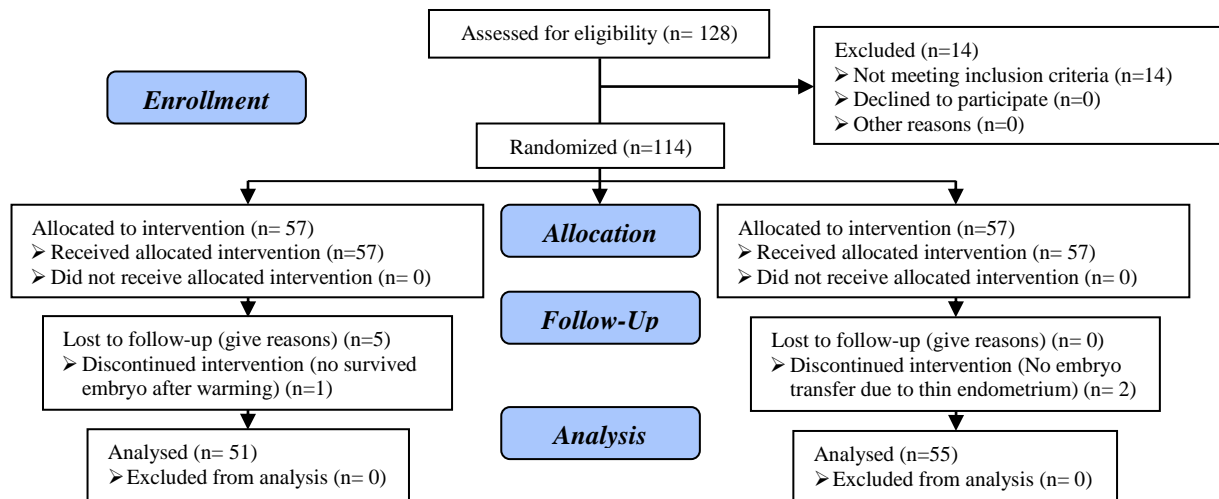 Assessed for eligibility (n= 128)
Excluded (n=14)
➢ Not meeting inclusion criteria (n=14)
➢ Declined to participate (n=0)
➢ Other reasons (n=0)
Enrollment
Randomized (n=114)
Allocated to intervention (n= 57)
➢ Received allocated intervention (n=57)
➢ Did not receive allocated intervention (n= 0)
Allocation
Allocated to intervention (n=57)
➢ Received allocated intervention (n= 57)
➢ Did not receive allocated intervention (n= 0)
Follow-Up
Lost to follow-up (give reasons) (n=5)
➢ Discontinued intervention (no survived
embryo after warming) (n=1)
Lost to follow-up (give reasons) (n= 0)
➢ Discontinued intervention (No embryo
transfer due to thin endometrium) (n= 2)
Analysis
Analysed (n= 51)
➢ Excluded from analysis (n= 0)
Analysed (n=55)
➢ Excluded from analysis (n= 0)